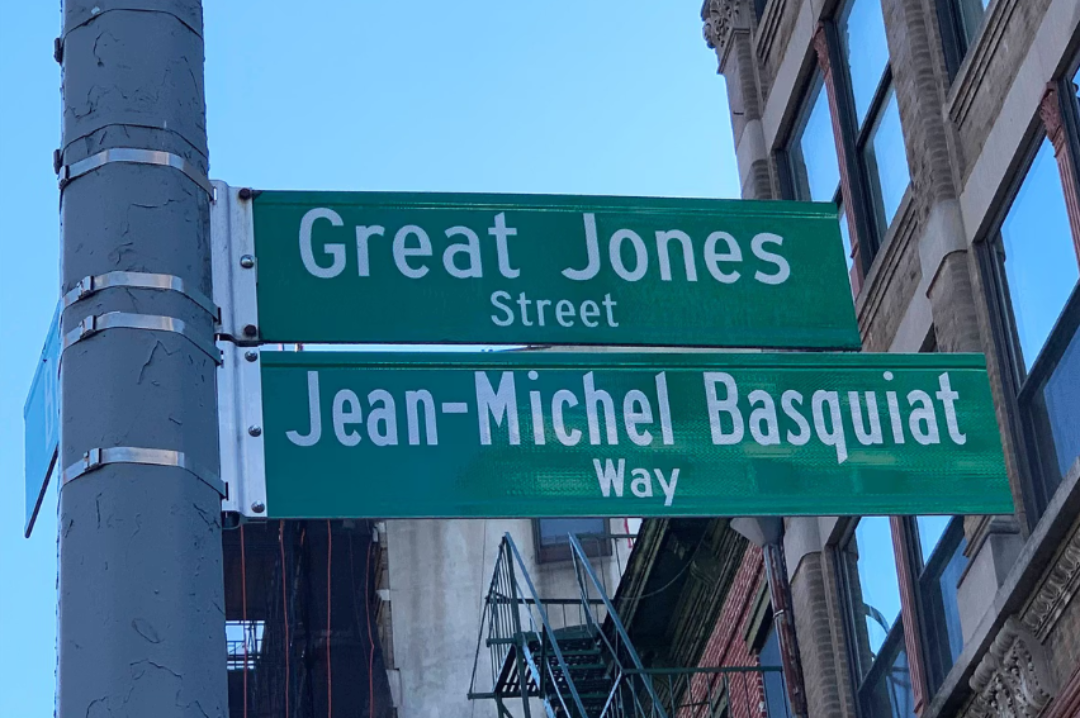 Great Jones
Street
Jean-Michel Basquiat
Way